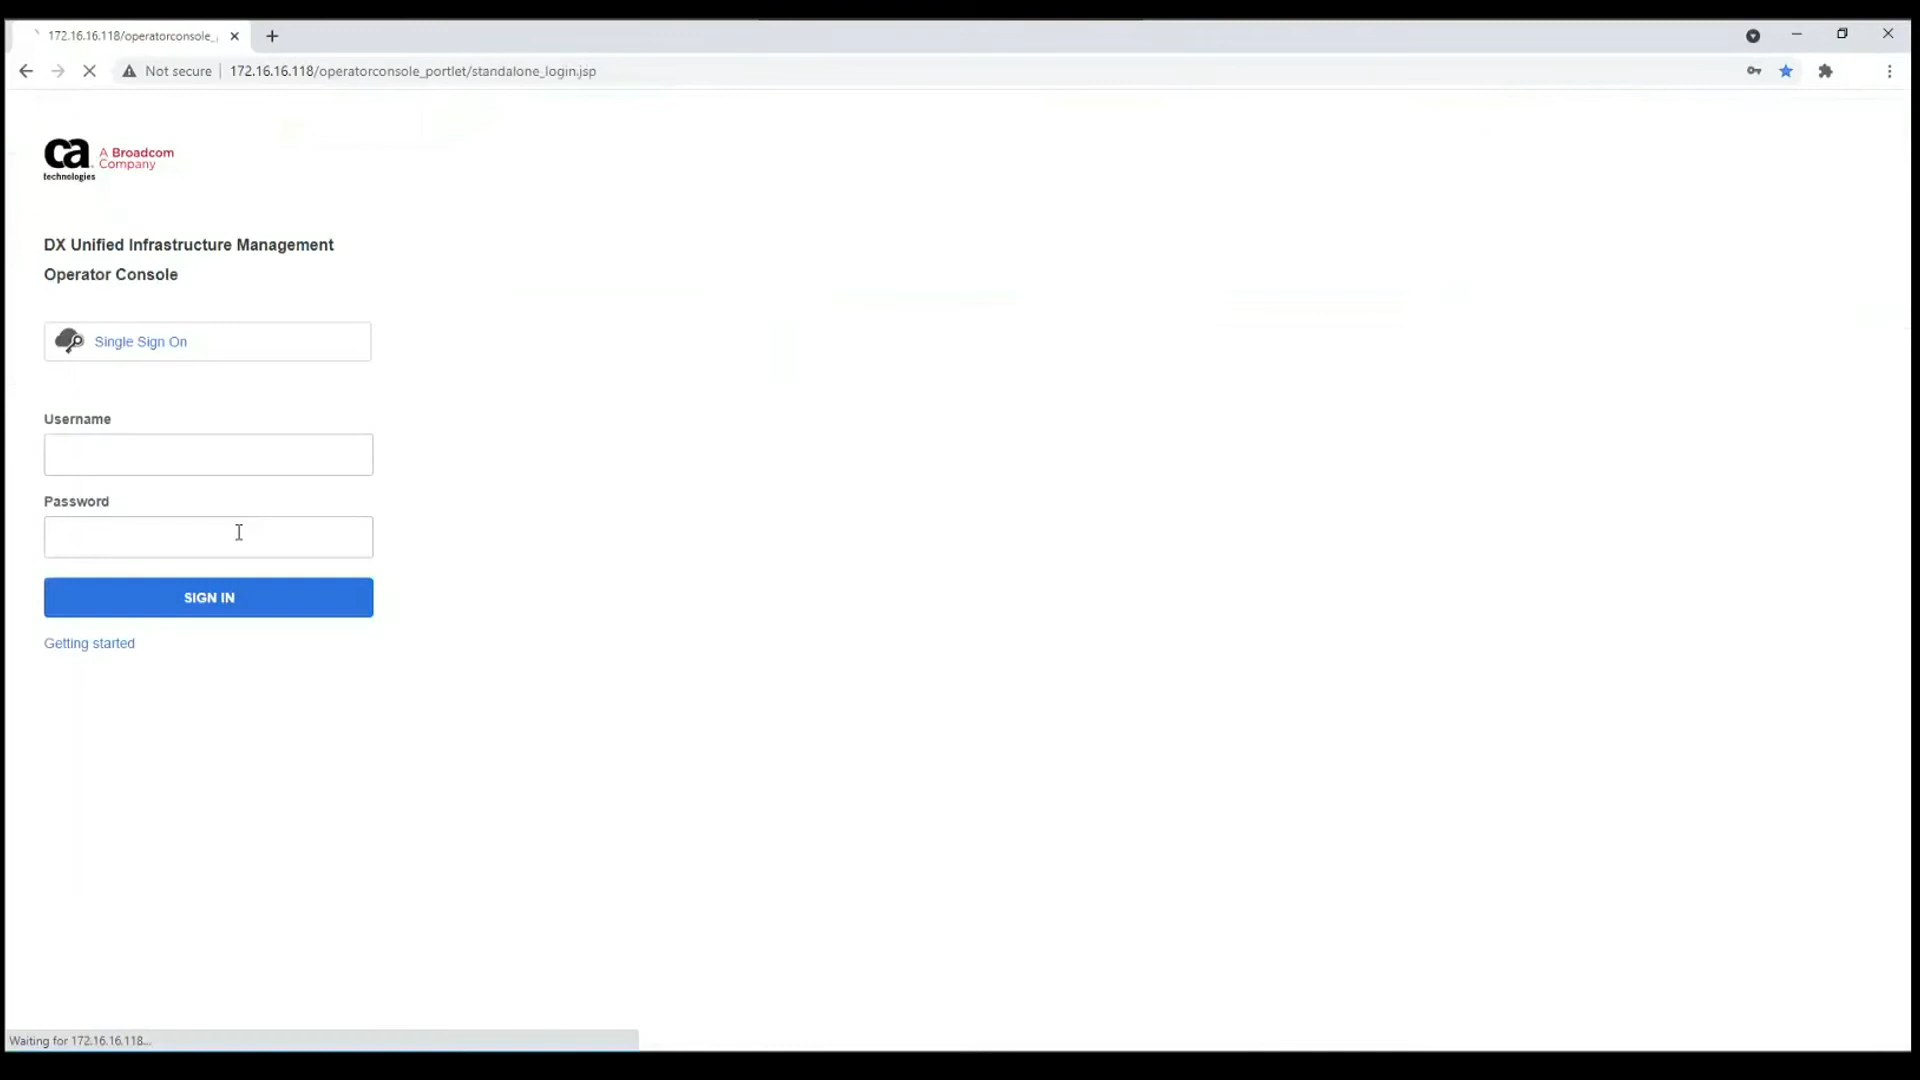 172.16.16.118/operatorconsole_
Not secure
172.16.16.118/operatorconsole_portlet/standalone_login.jsp
ca
technologies
A Broadcom
Company
DX Unified Infrastructure Management
Operator Console
Single Sign On
Username
Password
SIGN IN
Getting started
Waiting for 172.16.16.118...